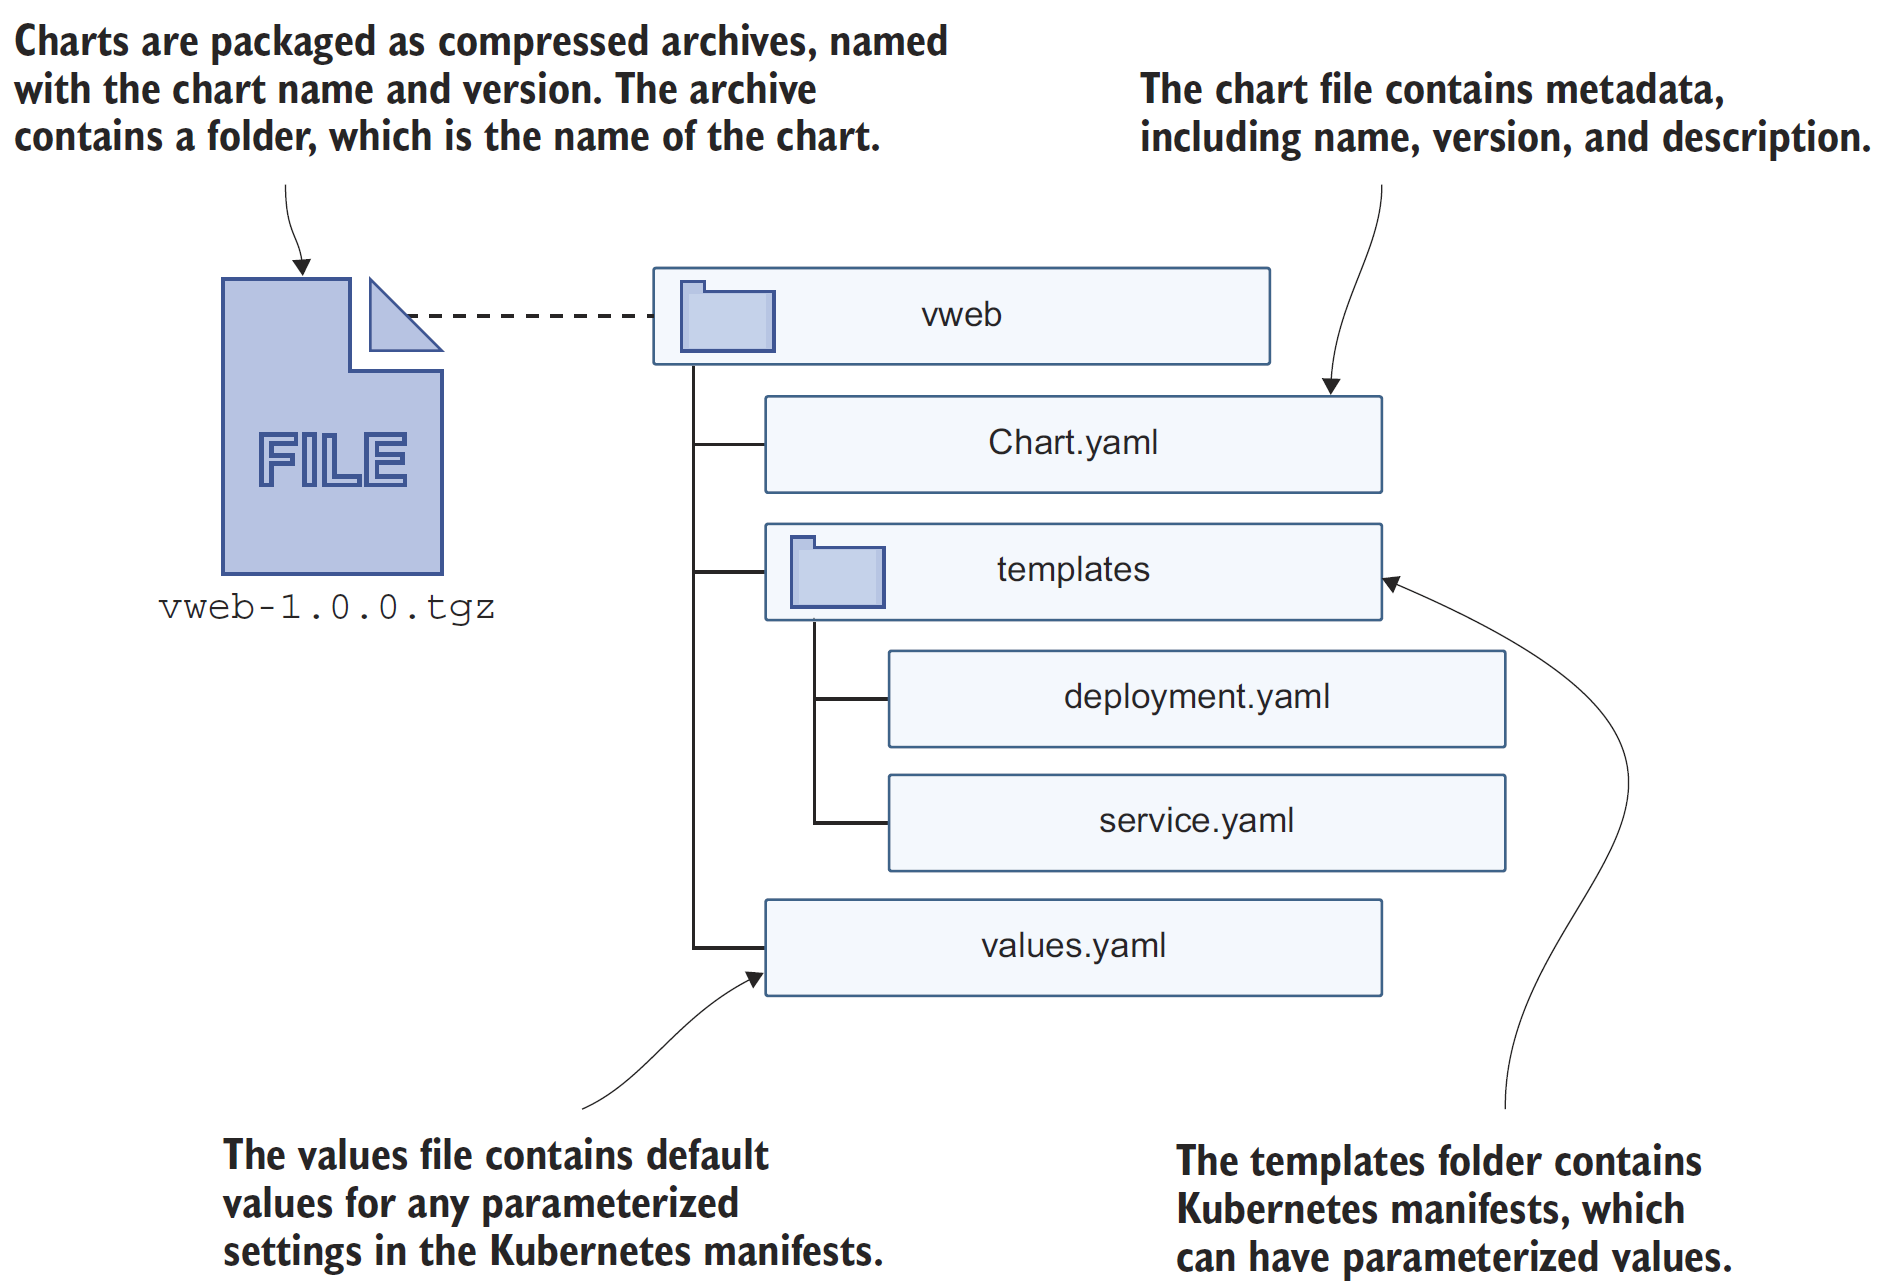 Charts are packaged as compressed archives, named
with the chart name and version. The archive
contains a folder, which is the name of the chart.
The chart file contains metadata,
including name, version, and description.
vweb
Chart.yaml
FILE
templates
vweb-1.0.0.tgz
deployment.yaml
service.yaml
values.yaml
The values file contains default
values for any parameterized
settings in the Kubernetes manifests.
The templates folder contains
Kubernetes manifests, which
can have parameterized values.